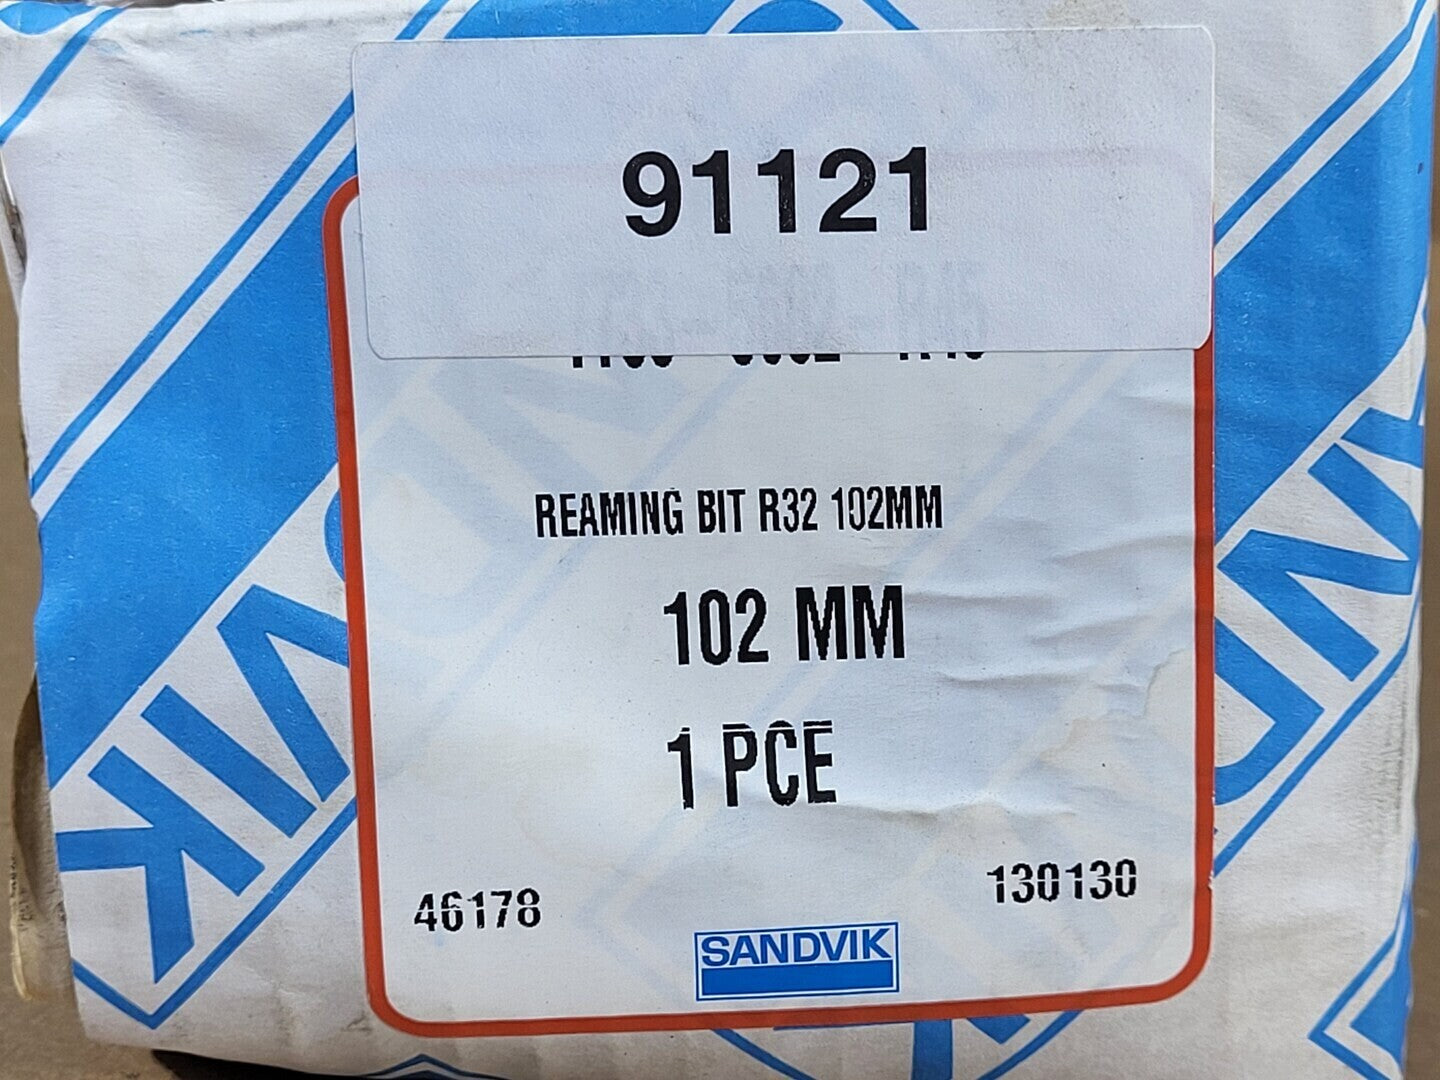 91121
REAMING BIT R32 102MM
102 MM
1 PCE
46178
130130
SANDVIK